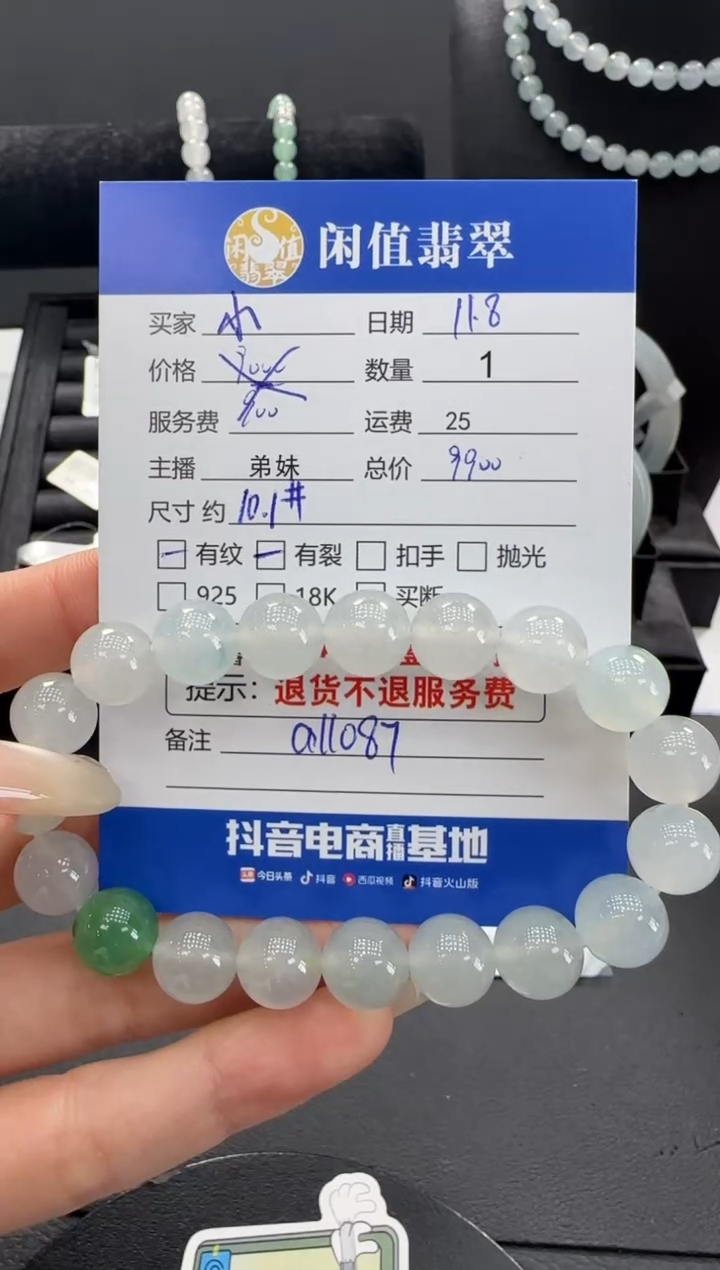 闲值翡翠 闲值翡翠
买家 小 日期 11.8
价格 9000 数量 1
服务费 900 运费 25
主播 弟妹 总价 9900
尺寸 约 10.1#
有纹 有裂 扣手 抛光
925 18K 买断
提示：退货不退服务费
备注 a11087
抖音电商直播基地
头条 今日头条 抖音 西瓜视频 抖音火山版